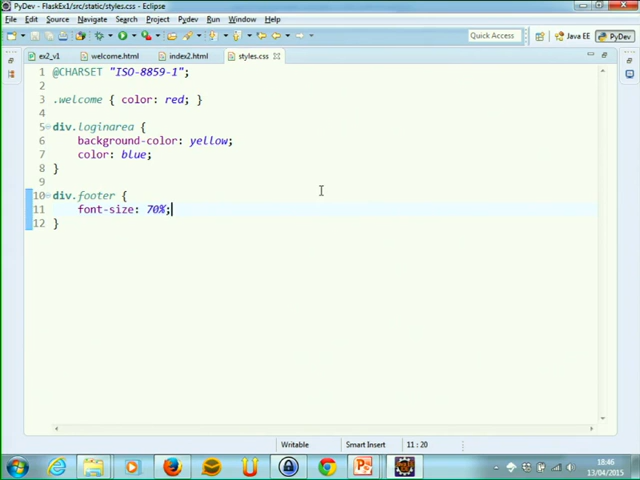 PyDev - FlaskEx1/src/static/styles.css - Eclipse
File Edit Source Navigate Search Project Pydev Run Window Help
Quick Access Java EE PyDev
ex2_v1 welcome.html index2.html styles.css
1 @CHARSET "ISO-8859-1";
2
3 .welcome { color: red; }
4
5 div.loginarea {
6 background-color: yellow;
7 color: blue;
8 }
9
10 div.footer {
11 font-size: 70%;
12 }
Writable Smart Insert 11 : 20
18:46
13/04/2015